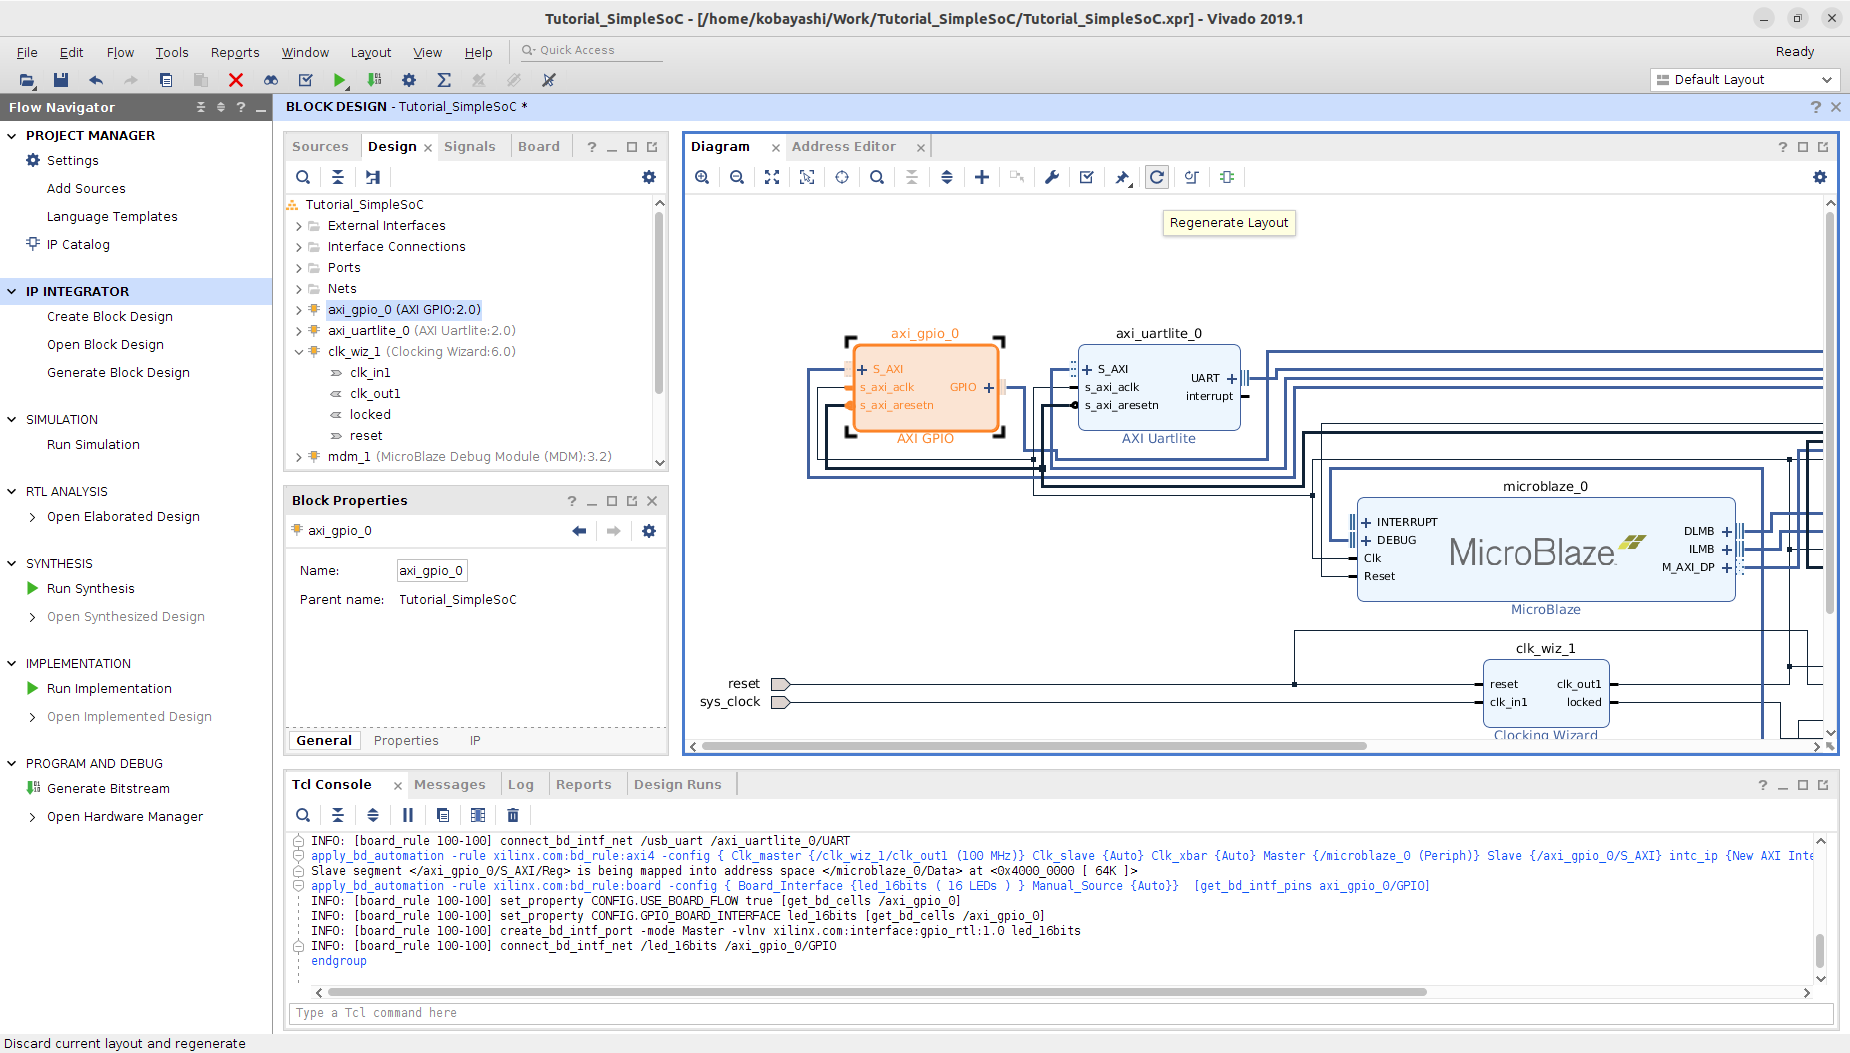 Tutorial_SimpleSoC - [/home/kobayashi/Work/Tutorial_SimpleSoC/Tutorial_SimpleSoC.xpr] - Vivado 2019.1
File Edit Flow Tools Reports Window Layout View Help Quick Access
Ready
Default Layout
Flow Navigator
PROJECT MANAGER
Settings
Add Sources
Language Templates
IP Catalog
IP INTEGRATOR
Create Block Design
Open Block Design
Generate Block Design
SIMULATION
Run Simulation
RTL ANALYSIS
Open Elaborated Design
SYNTHESIS
Run Synthesis
Open Synthesized Design
IMPLEMENTATION
Run Implementation
Open Implemented Design
PROGRAM AND DEBUG
Generate Bitstream
Open Hardware Manager
BLOCK DESIGN - Tutorial_SimpleSoC *
Sources Design Signals Board
Tutorial_SimpleSoC
External Interfaces
Interface Connections
Ports
Nets
axi_gpio_0 (AXI GPIO:2.0)
axi_uartlite_0 (AXI Uartlite:2.0)
clk_wiz_1 (Clocking Wizard:6.0)
clk_in1
clk_out1
locked
reset
mdm_1 (MicroBlaze Debug Module (MDM):3.2)
Block Properties
axi_gpio_0
Name: axi_gpio_0
Parent name: Tutorial_SimpleSoC
General Properties IP
Diagram Address Editor
Regenerate Layout
axi_gpio_0
S_AXI
s_axi_aclk
s_axi_aresetn
GPIO
AXI GPIO
axi_uartlite_0
S_AXI
s_axi_aclk
s_axi_aresetn
UART
interrupt
AXI Uartlite
microblaze_0
INTERRUPT
DEBUG
Clk
Reset
MicroBlaze
DLMB
ILMB
M_AXI_DP
MicroBlaze
reset
sys_clock
clk_wiz_1
reset
clk_in1
clk_out1
locked
Clocking Wizard
Tcl Console Messages Log Reports Design Runs
INFO: [board_rule 100-100] connect_bd_intf_net /usb_uart /axi_uartlite_0/UART
apply_bd_automation -rule xilinx.com:bd_rule:axi4 -config { Clk_master {/clk_wiz_1/clk_out1 (100 MHz)} Clk_slave {Auto} Clk_xbar {Auto} Master {/microblaze_0 (Periph)} Slave {/axi_gpio_0/S_AXI} intc_ip {New AXI Inte
Slave segment </axi_gpio_0/S_AXI/Reg> is being mapped into address space </microblaze_0/Data> at <0x4000_0000 [ 64K ]>
apply_bd_automation -rule xilinx.com:bd_rule:board -config { Board_Interface {led_16bits ( 16 LEDs ) } Manual_Source {Auto}}  [get_bd_intf_pins axi_gpio_0/GPIO]
INFO: [board_rule 100-100] set_property CONFIG.USE_BOARD_FLOW true [get_bd_cells /axi_gpio_0]
INFO: [board_rule 100-100] set_property CONFIG.GPIO_BOARD_INTERFACE led_16bits [get_bd_cells /axi_gpio_0]
INFO: [board_rule 100-100] create_bd_intf_port -mode Master -vlnv xilinx.com:interface:gpio_rtl:1.0 led_16bits
INFO: [board_rule 100-100] connect_bd_intf_net /led_16bits /axi_gpio_0/GPIO
endgroup
Type a Tcl command here
Discard current layout and regenerate